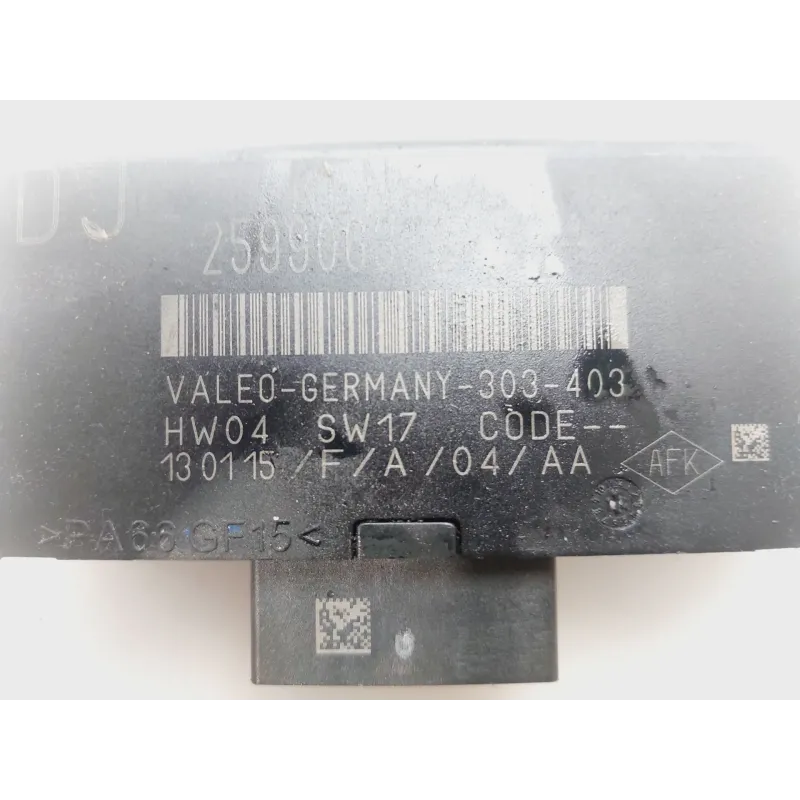 DJ
VALEO-GERMANY-303-403
HW04 SW17 CODE--
130115/F/A/04/AA AFK
>PA66 GF15<